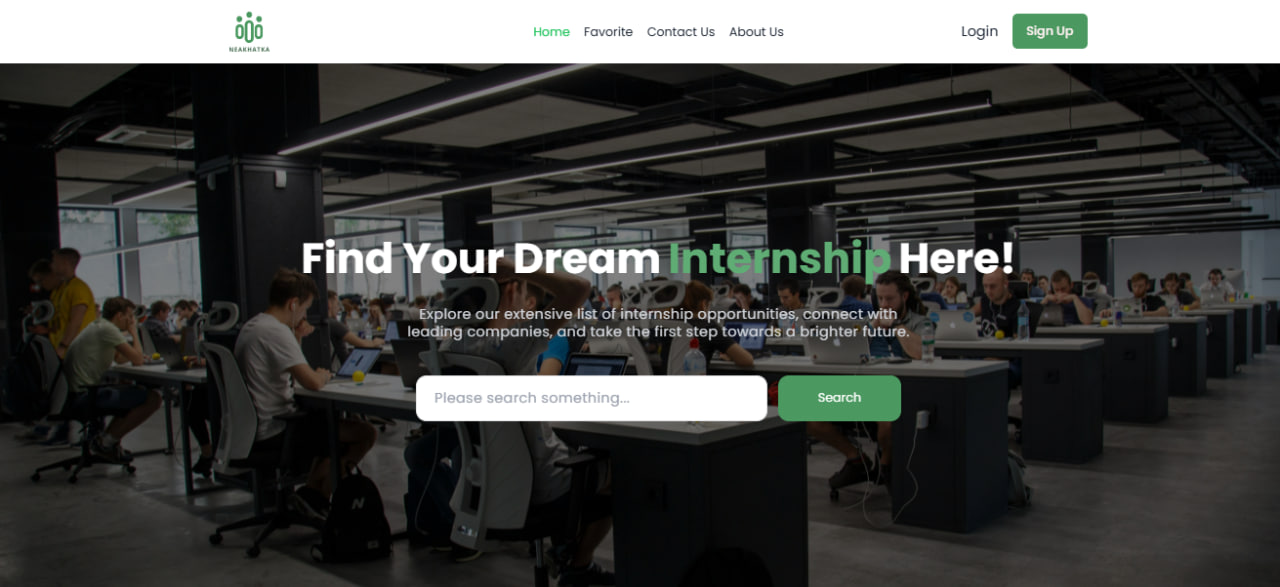 NEAKHATKA
Home Favorite Contact Us About Us
Login Sign Up
Find Your Dream Internship Here!
Explore our extensive list of internship opportunities, connect with
leading companies, and take the first step towards a brighter future.
Please search something...
Search